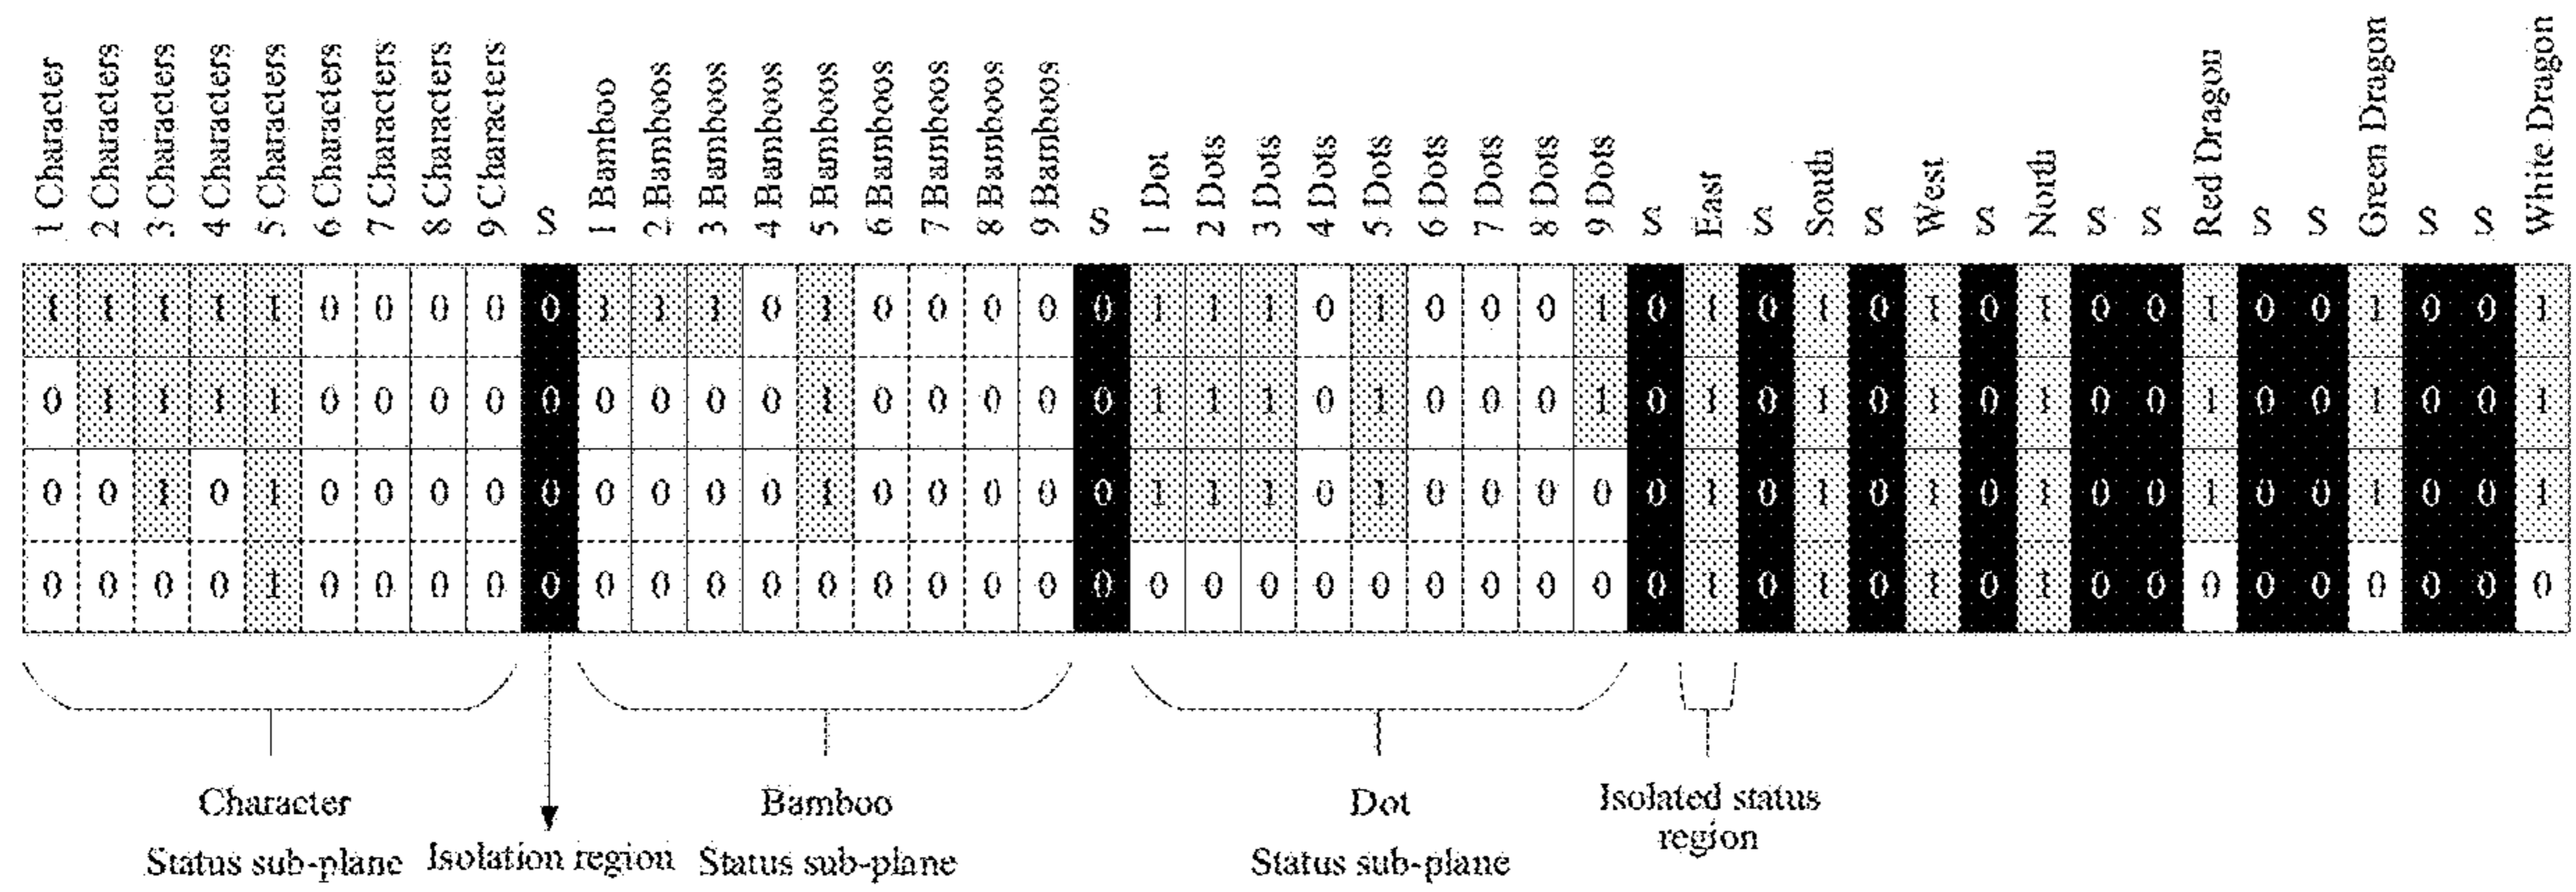 1 Character
2 Characters
3 Characters
4 Characters
5 Characters
6 Characters
7 Characters
8 Characters
9 Characters
S
1 Bamboo
2 Bamboos
3 Bamboos
4 Bamboos
5 Bamboos
6 Bamboos
7 Bamboos
8 Bamboos
9 Bamboos
S
1 Dot
2 Dots
3 Dots
4 Dots
5 Dots
6 Dots
7 Dots
8 Dots
9 Dots
S
East
S
South
S
West
S
North
S
S
Red Dragon
S
S
Green Dragon
S
S
White Dragon
1 1 1 1 1 0 0 0 0 0 1 1 1 0 1 0 0 0 0 0 1 1 1 0 1 0 0 0 1 0 1 0 1 0 1 0 1 0 0 1 0 0 1 0 0 1
0 1 1 1 1 0 0 0 0 0 0 0 0 0 1 0 0 0 0 0 1 1 1 0 1 0 0 0 1 0 1 0 1 0 1 0 1 0 0 1 0 0 1 0 0 1
0 0 1 0 1 0 0 0 0 0 0 0 0 0 1 0 0 0 0 0 1 1 1 0 1 0 0 0 0 0 1 0 1 0 1 0 1 0 0 1 0 0 1 0 0 1
0 0 0 0 1 0 0 0 0 0 0 0 0 0 0 0 0 0 0 0 0 0 0 0 0 0 0 0 0 0 1 0 1 0 1 0 1 0 0 0 0 0 0 0 0 0
Character
Status sub-plane
Isolation region
Bamboo
Status sub-plane
Dot
Status sub-plane
Isolated status
region